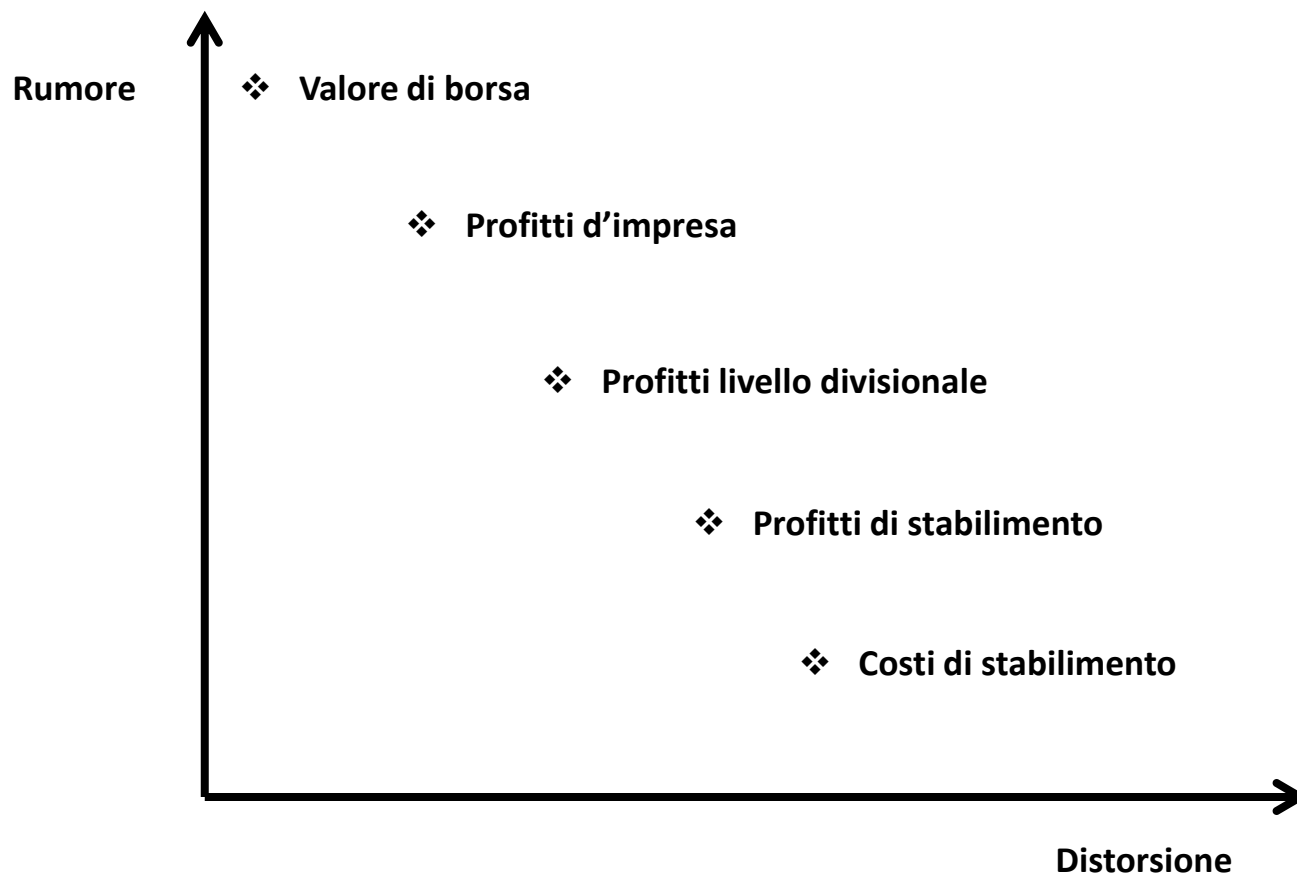 Rumore
❖ Valore di borsa
❖ Profitti d’impresa
❖ Profitti livello divisionale
❖ Profitti di stabilimento
❖ Costi di stabilimento
Distorsione